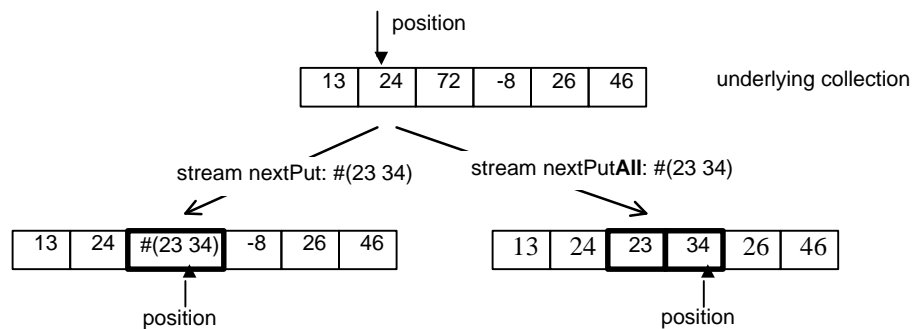 position
13 24 72 -8 26 46
underlying collection
stream nextPut: #(23 34)
stream nextPutAll: #(23 34)
13 24 #(23 34) -8 26 46
13 24 23 34 26 46
position
position